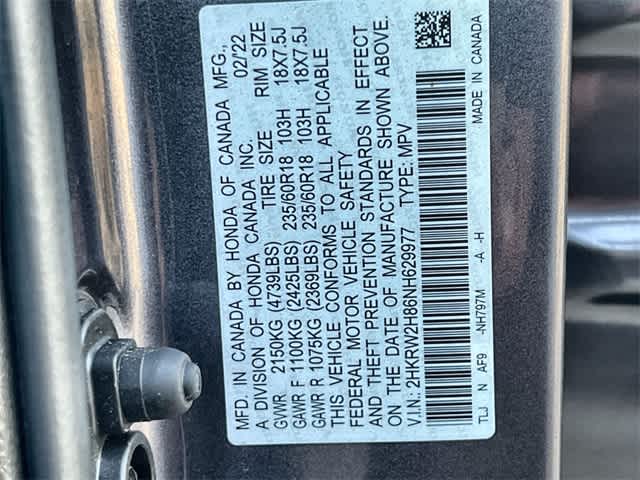 MFD. IN CANADA BY HONDA OF CANADA MFG.,
A DIVISION OF HONDA CANADA INC. 02/22
GVWR 2150KG (4739LBS) TIRE SIZE RIM SIZE
GAWR F 1100KG (2425LBS) 235/60R18 103H 18X7.5J
GAWR R 1075KG (2369LBS) 235/60R18 103H 18X7.5J
THIS VEHICLE CONFORMS TO ALL APPLICABLE
FEDERAL MOTOR VEHICLE SAFETY
AND THEFT PREVENTION STANDARDS IN EFFECT
ON THE DATE OF MANUFACTURE SHOWN ABOVE.
V.I.N.: 2HKRW2H86NH629977 TYPE: MPV
TLJ N AF9 -NH797M -A -H MADE IN CANADA